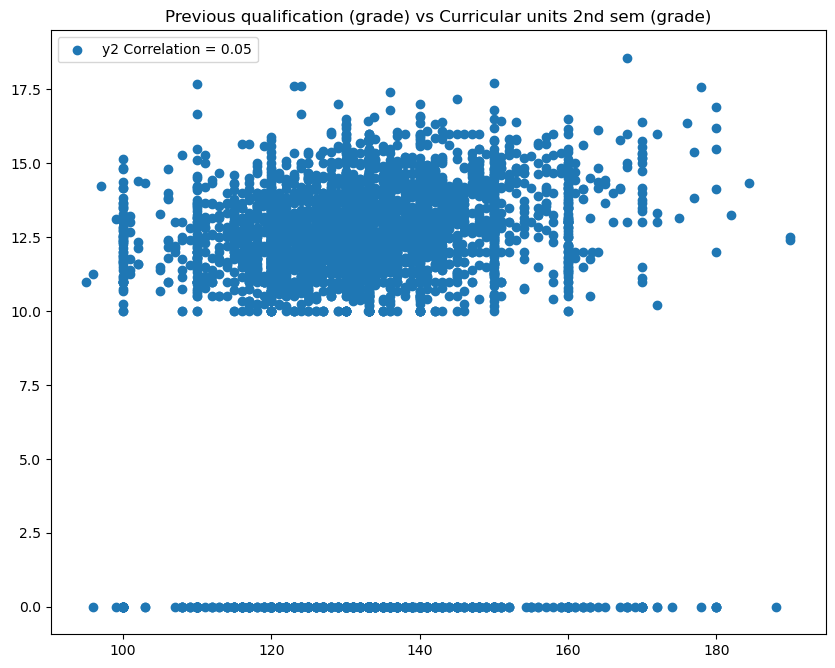 Previous qualification (grade) vs Curricular units 2nd sem (grade)
y2 Correlation = 0.05
17.5
15.0
12.5
10.0
7.5
5.0
2.5
0.0
100 120 140 160 180